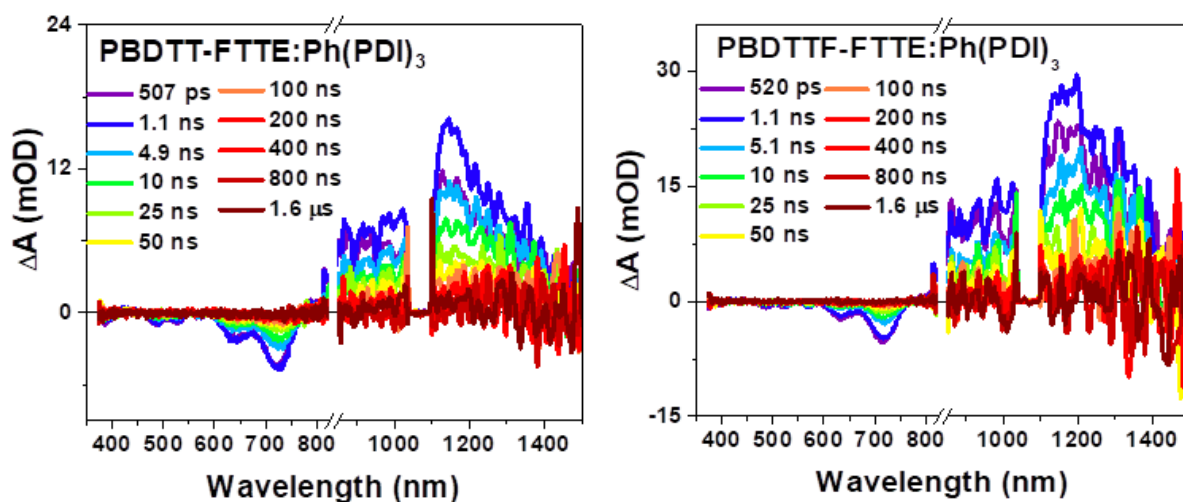 PBDTT-FTTE:Ph(PDI)3
507 ps
1.1 ns
4.9 ns
10 ns
25 ns
50 ns
100 ns
200 ns
400 ns
800 ns
1.6 µs
24
12
0
ΔA (mOD)
400 500 600 700 800 1000 1200 1400
Wavelength (nm)
PBDTTF-FTTE:Ph(PDI)3
520 ps
1.1 ns
5.1 ns
10 ns
25 ns
50 ns
100 ns
200 ns
400 ns
800 ns
1.6 µs
30
15
0
-15
ΔA (mOD)
400 500 600 700 800 1000 1200 1400
Wavelength (nm)